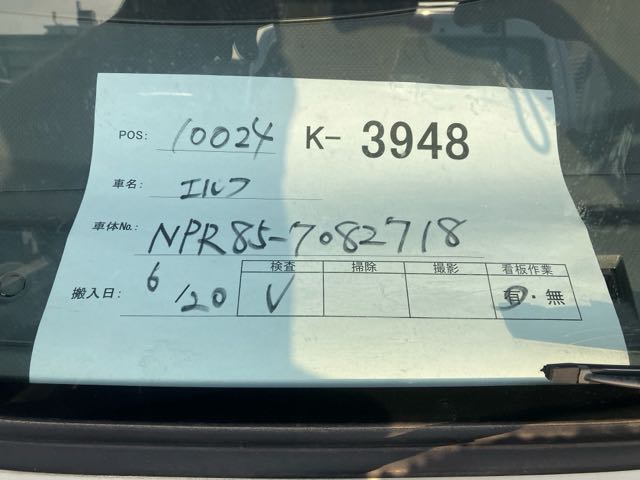 POS: 10024 K-3948
車名: エルフ
車体No.: NPR85-7082718
検査 掃除 撮影 看板作業
搬入日: 6/20 V 有・無